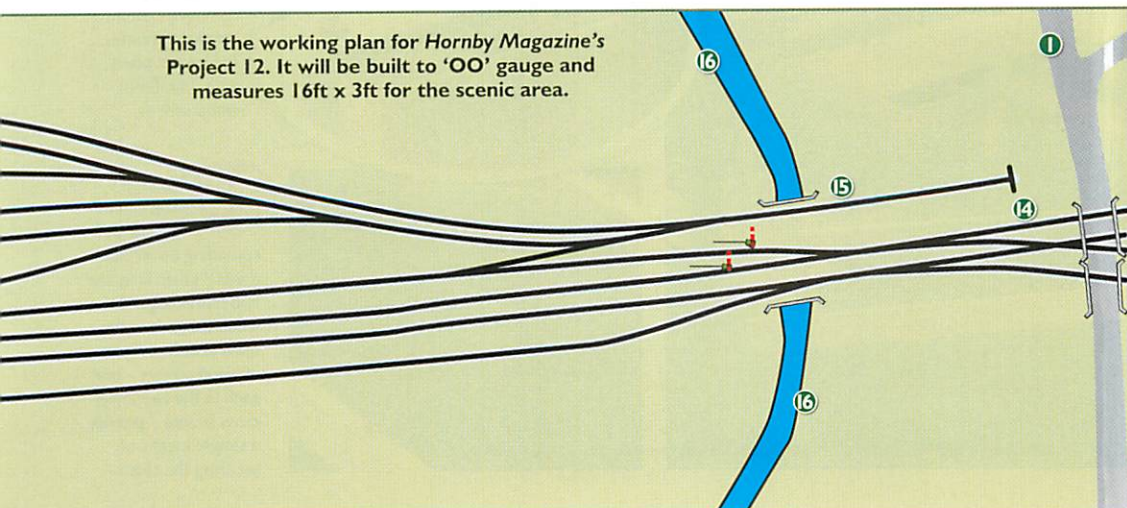 This is the working plan for Hornby Magazine's
Project 12. It will be built to 'OO' gauge and
measures 16ft x 3ft for the scenic area.
1
16
15
14
16